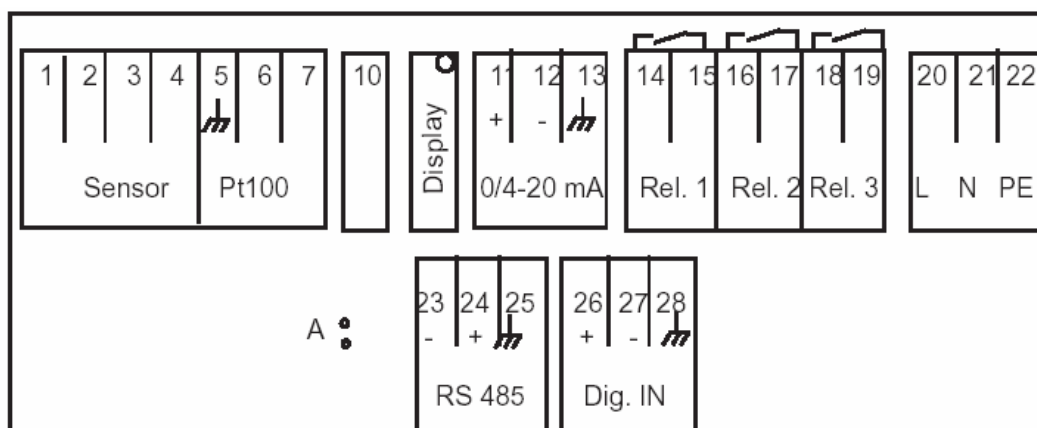 1 2 3 4 5 6 7 10 11 12 13 14 15 16 17 18 19 20 21 22
+ -
Display
Sensor Pt100 0/4-20 mA Rel. 1 Rel. 2 Rel. 3 L N PE
23 24 25 26 27 28
A - + + -
RS 485 Dig. IN